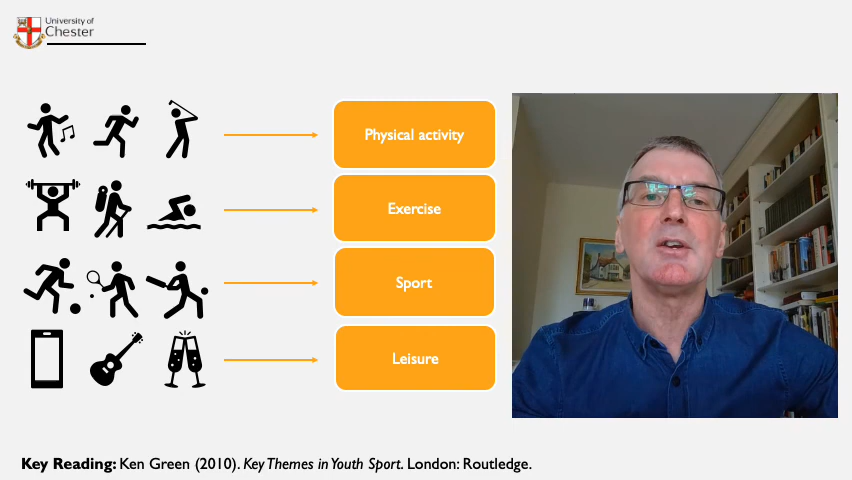 University of
Chester
Physical activity
Exercise
Sport
Leisure
Key Reading: Ken Green (2010). Key Themes in Youth Sport. London: Routledge.